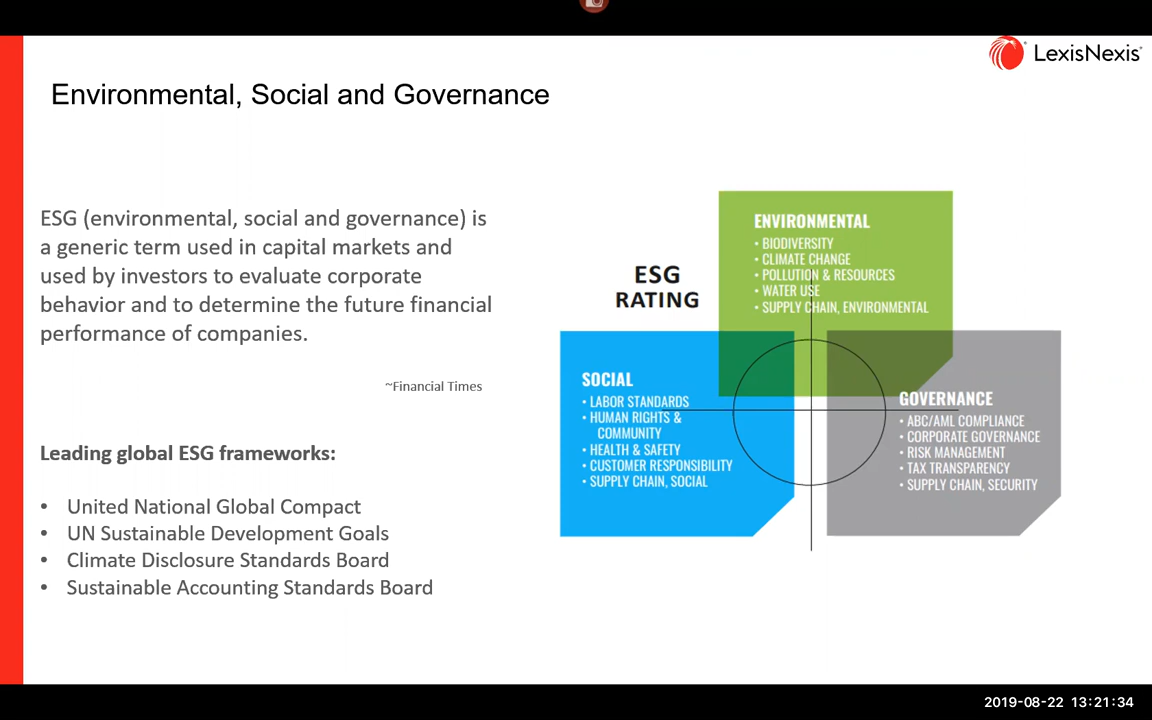 LexisNexis®
Environmental, Social and Governance
ESG (environmental, social and governance) is
a generic term used in capital markets and
used by investors to evaluate corporate
behavior and to determine the future financial
performance of companies.
~Financial Times
Leading global ESG frameworks:
• United National Global Compact
• UN Sustainable Development Goals
• Climate Disclosure Standards Board
• Sustainable Accounting Standards Board
ESG
RATING
ENVIRONMENTAL
• BIODIVERSITY
• CLIMATE CHANGE
• POLLUTION & RESOURCES
• WATER USE
• SUPPLY CHAIN, ENVIRONMENTAL
SOCIAL
• LABOR STANDARDS
• HUMAN RIGHTS &
COMMUNITY
• HEALTH & SAFETY
• CUSTOMER RESPONSIBILITY
• SUPPLY CHAIN, SOCIAL
GOVERNANCE
• ABC/AML COMPLIANCE
• CORPORATE GOVERNANCE
• RISK MANAGEMENT
• TAX TRANSPARENCY
• SUPPLY CHAIN, SECURITY
2019-08-22 13:21:34